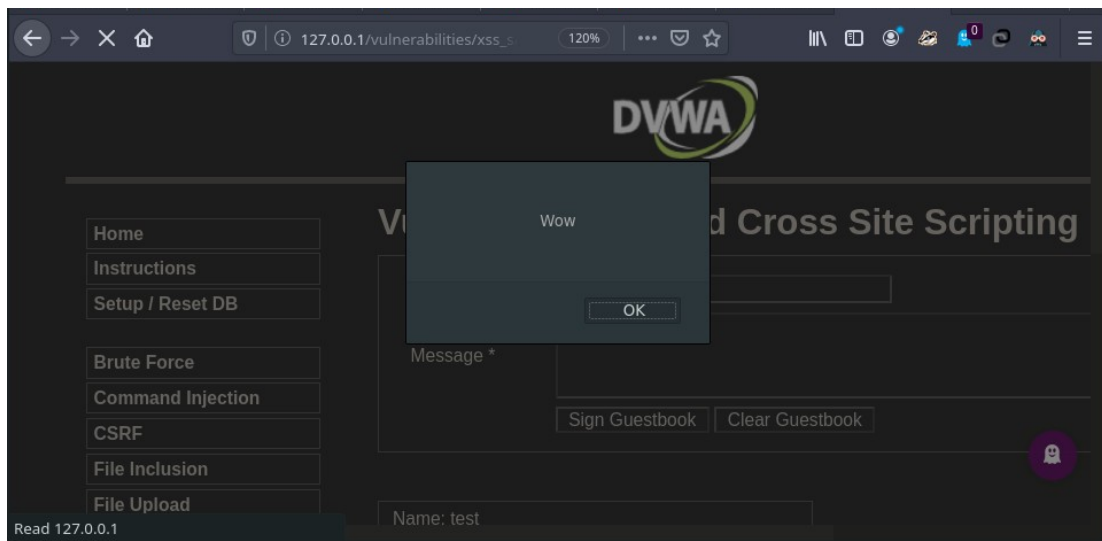 127.0.0.1/vulnerabilities/xss_s
120%
0
DVWA
Wow
OK
d Cross Site Scripting
Home
Instructions
Setup / Reset DB
Brute Force
Command Injection
CSRF
File Inclusion
File Upload
Message *
Sign Guestbook
Clear Guestbook
Name: test
Read 127.0.0.1